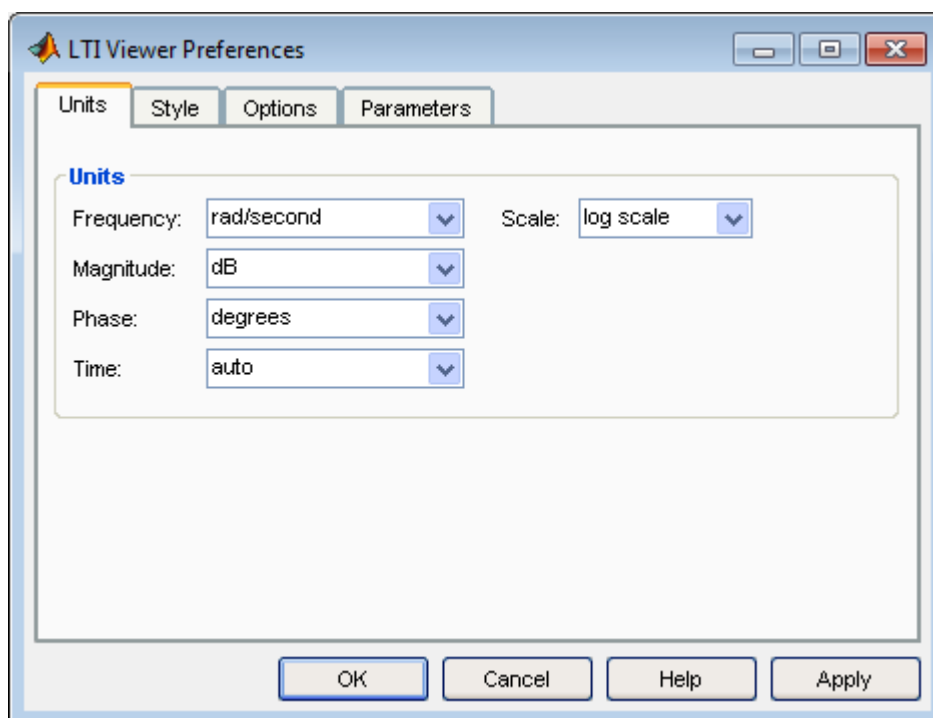 LTI Viewer Preferences
Units Style Options Parameters
Units
Frequency: rad/second Scale: log scale
Magnitude: dB
Phase: degrees
Time: auto
OK Cancel Help Apply